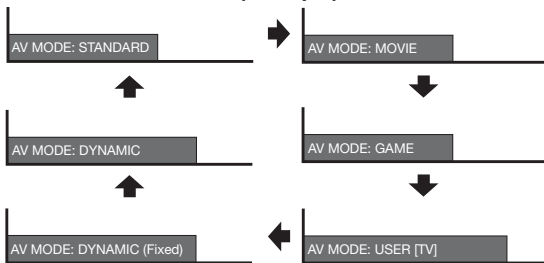 AV MODE: STANDARD
AV MODE: MOVIE
AV MODE: DYNAMIC
AV MODE: GAME
AV MODE: DYNAMIC (Fixed)
AV MODE: USER [TV]